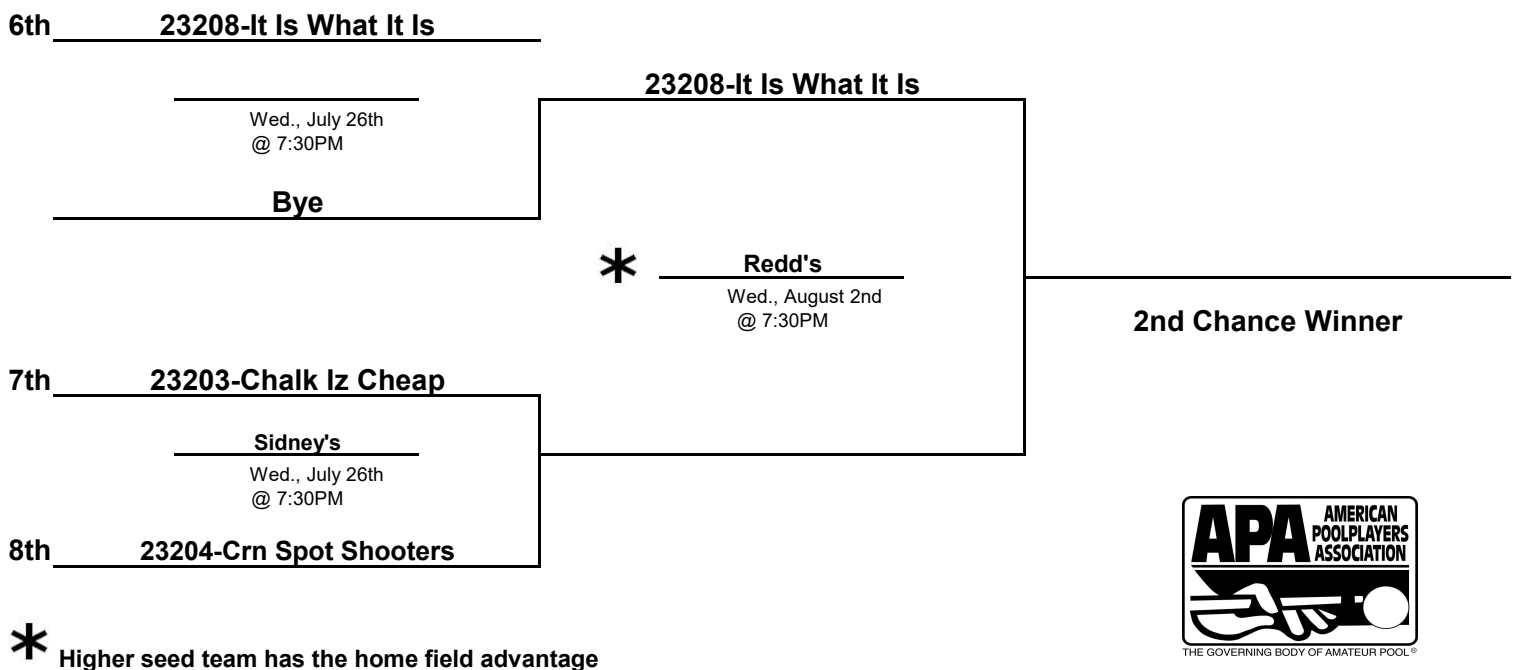 6th 23208-It Is What It Is
23208-It Is What It Is
Wed., July 26th
@ 7:30PM
Bye
* Redd's
Wed., August 2nd
@ 7:30PM
2nd Chance Winner
7th 23203-Chalk Iz Cheap
Sidney's
Wed., July 26th
@ 7:30PM
8th 23204-Crn Spot Shooters
* Higher seed team has the home field advantage
APA AMERICAN
POOLPLAYERS
ASSOCIATION
THE GOVERNING BODY OF AMATEUR POOL®